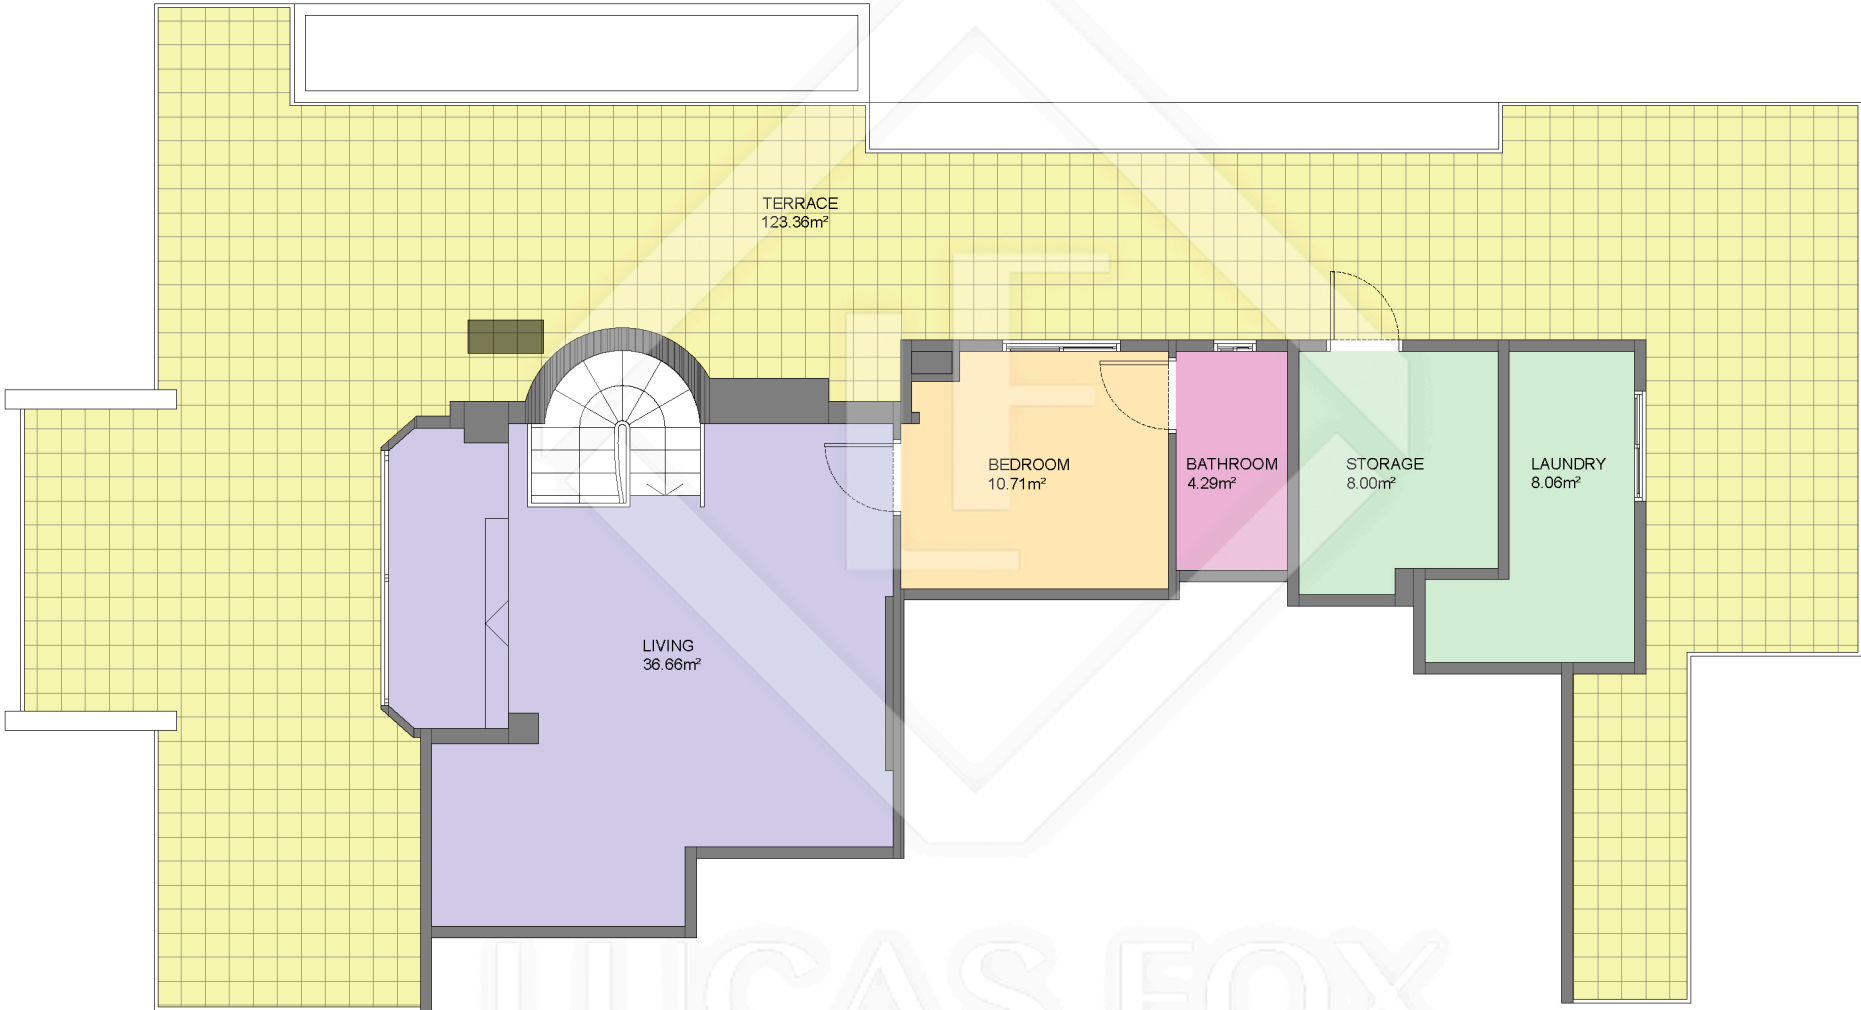 TERRACE
123.36m²
BEDROOM
10.71m²
BATHROOM
4.29m²
STORAGE
8.00m²
LAUNDRY
8.06m²
LIVING
36.66m²
LF
LUCAS FOX